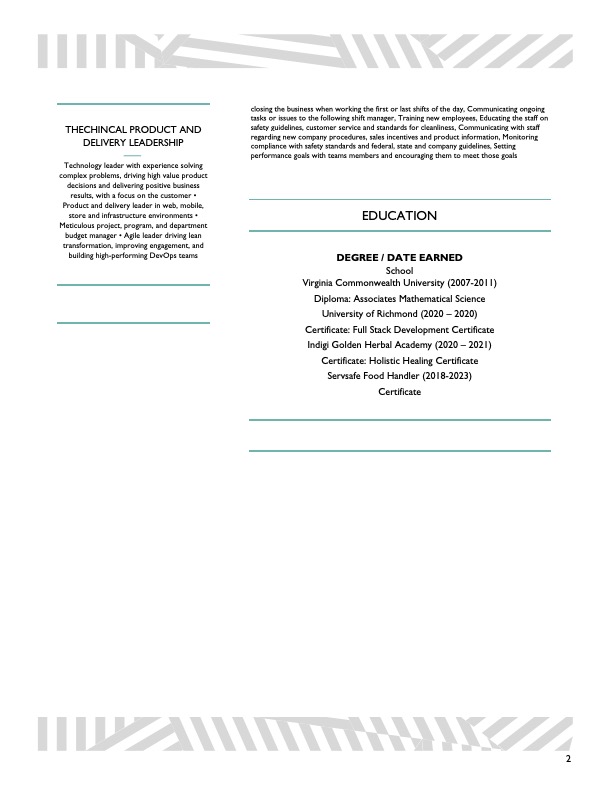 THECHINCAL PRODUCT AND
DELIVERY LEADERSHIP
Technology leader with experience solving
complex problems, driving high value product
decisions and delivering positive business
results, with a focus on the customer •
Product and delivery leader in web, mobile,
store and infrastructure environments •
Meticulous project, program, and department
budget manager • Agile leader driving lean
transformation, improving engagement, and
building high-performing DevOps teams
closing the business when working the first or last shifts of the day, Communicating ongoing
tasks or issues to the following shift manager, Training new employees, Educating the staff on
safety guidelines, customer service and standards for cleanliness, Communicating with staff
regarding new company procedures, sales incentives and product information, Monitoring
compliance with safety standards and federal, state and company guidelines, Setting
performance goals with teams members and encouraging them to meet those goals
EDUCATION
DEGREE / DATE EARNED
School
Virginia Commonwealth University (2007-2011)
Diploma: Associates Mathematical Science
University of Richmond (2020 – 2020)
Certificate: Full Stack Development Certificate
Indigi Golden Herbal Academy (2020 – 2021)
Certificate: Holistic Healing Certificate
Servsafe Food Handler (2018-2023)
Certificate
2